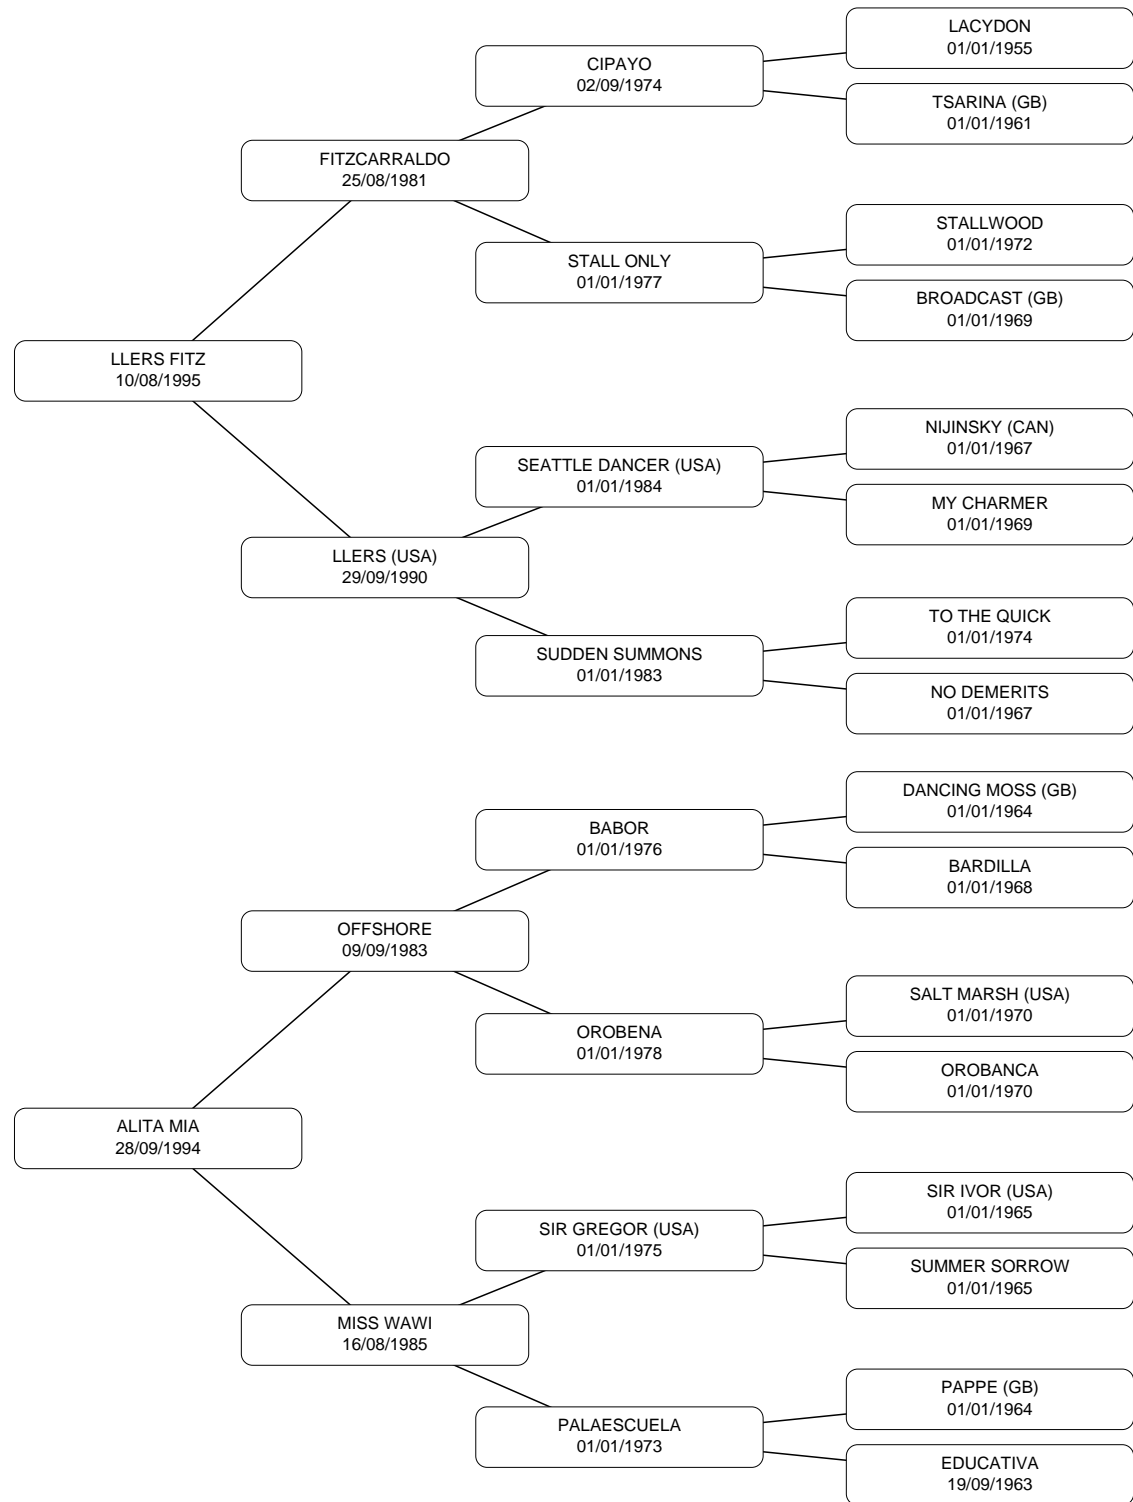 LACYDON
01/01/1955
CIPAYO
02/09/1974
TSARINA (GB)
01/01/1961
FITZCARRALDO
25/08/1981
STALLWOOD
01/01/1972
STALL ONLY
01/01/1977
BROADCAST (GB)
01/01/1969
LLERS FITZ
10/08/1995
NIJINSKY (CAN)
01/01/1967
SEATTLE DANCER (USA)
01/01/1984
MY CHARMER
01/01/1969
LLERS (USA)
29/09/1990
TO THE QUICK
01/01/1974
SUDDEN SUMMONS
01/01/1983
NO DEMERITS
01/01/1967
DANCING MOSS (GB)
01/01/1964
BABOR
01/01/1976
BARDILLA
01/01/1968
OFFSHORE
09/09/1983
SALT MARSH (USA)
01/01/1970
OROBENA
01/01/1978
OROBANCA
01/01/1970
ALITA MIA
28/09/1994
SIR IVOR (USA)
01/01/1965
SIR GREGOR (USA)
01/01/1975
SUMMER SORROW
01/01/1965
MISS WAWI
16/08/1985
PAPPE (GB)
01/01/1964
PALAESCUELA
01/01/1973
EDUCATIVA
19/09/1963